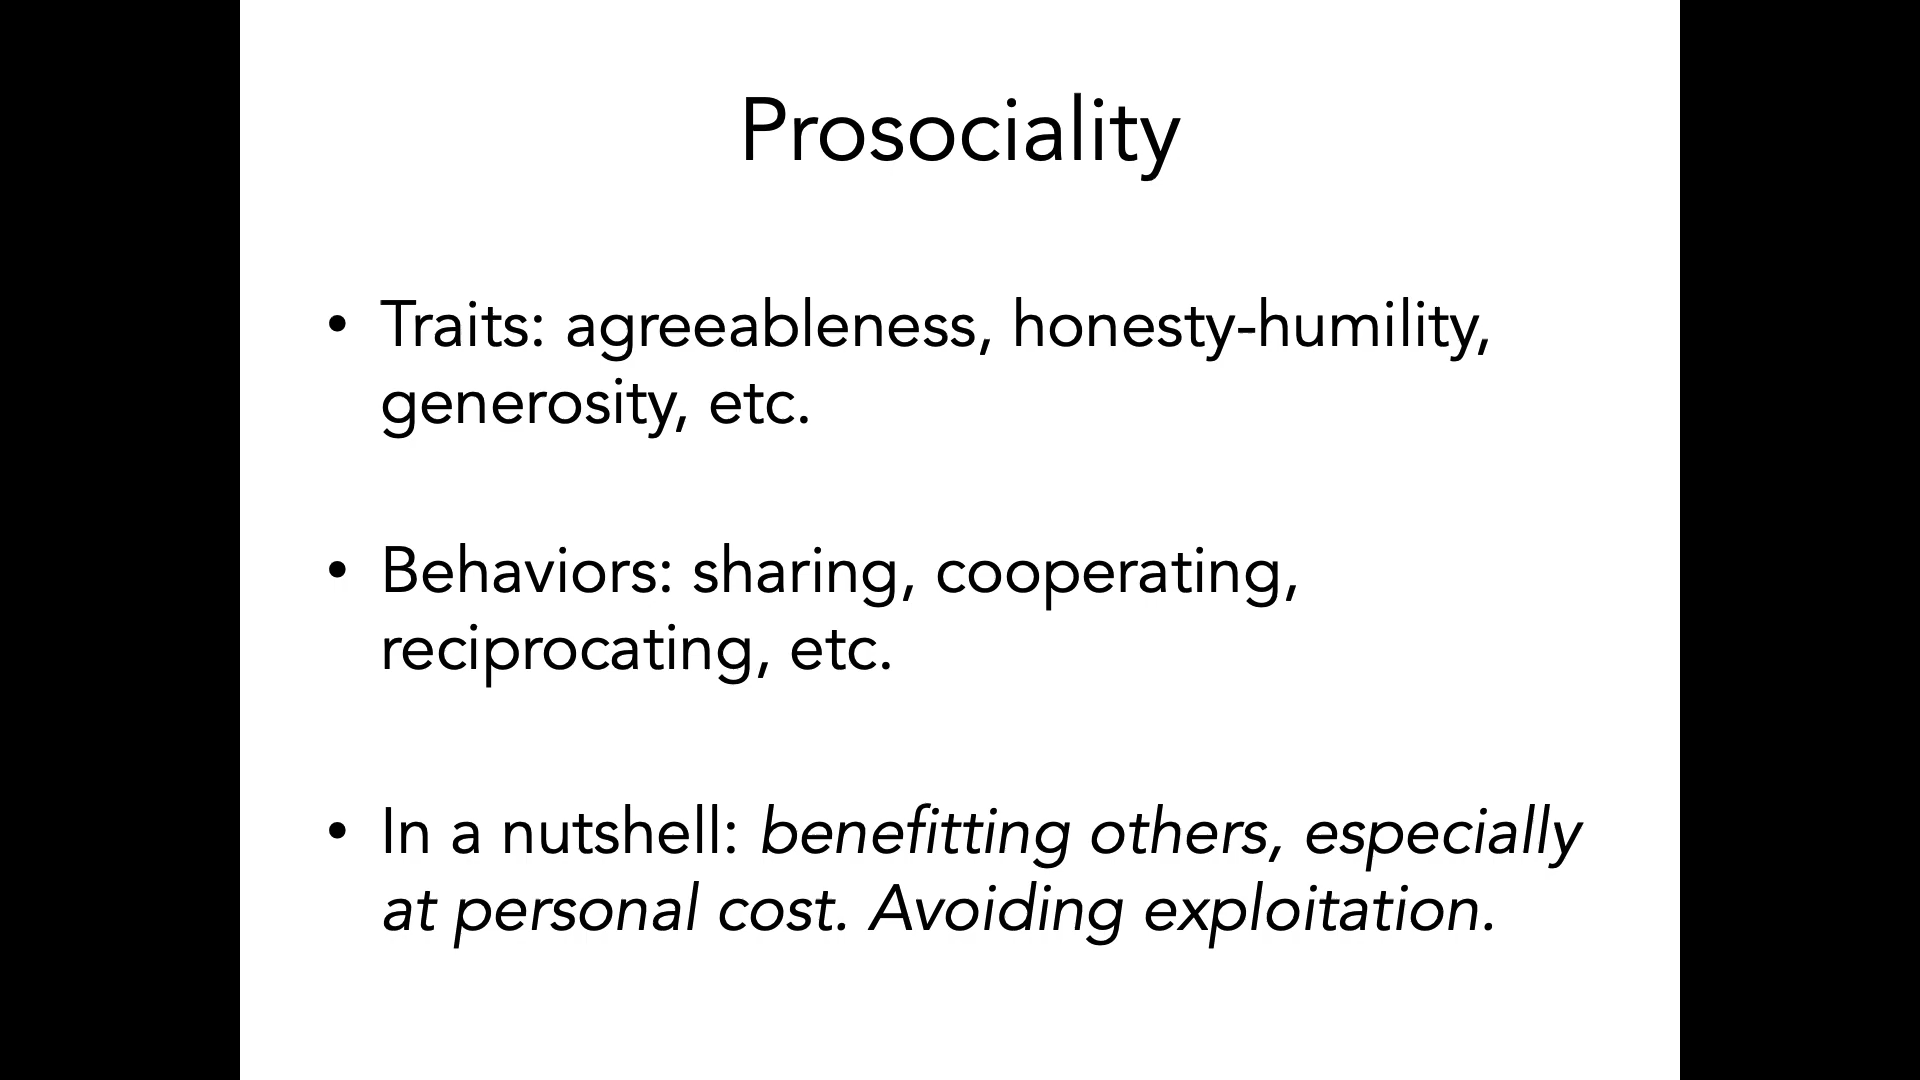 Prosociality
• Traits: agreeableness, honesty-humility,
generosity, etc.
• Behaviors: sharing, cooperating,
reciprocating, etc.
• In a nutshell: benefitting others, especially
at personal cost. Avoiding exploitation.